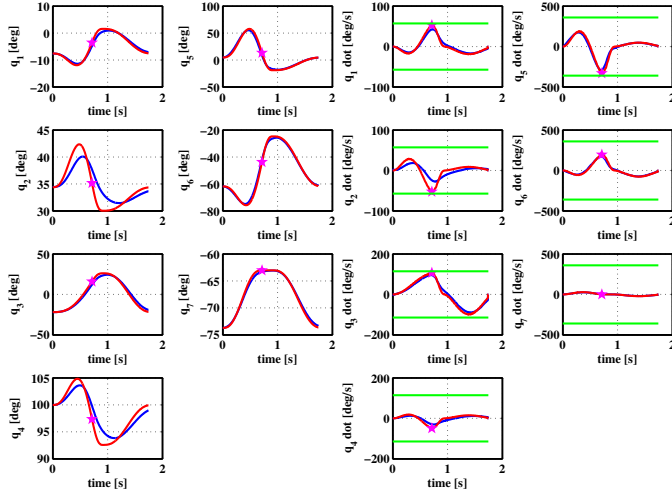 10
0
−10
−20
0 1 2
q1 [deg]
time [s]
100
50
0
−50
0 1 2
q5 [deg]
time [s]
100
0
−100
0 1 2
q1 dot [deg/s]
time [s]
500
0
−500
0 1 2
q5 dot [deg/s]
time [s]
45
40
35
30
0 1 2
q2 [deg]
time [s]
−20
−40
−60
−80
0 1 2
q6 [deg]
time [s]
100
0
−100
0 1 2
q2 dot [deg/s]
time [s]
500
0
−500
0 1 2
q6 dot [deg/s]
time [s]
50
0
−50
0 1 2
q3 [deg]
time [s]
−60
−65
−70
−75
0 1 2
q7 [deg]
time [s]
200
0
−200
0 1 2
q3 dot [deg/s]
time [s]
500
0
−500
0 1 2
q7 dot [deg/s]
time [s]
105
100
95
90
0 1 2
q4 [deg]
time [s]
200
0
−200
0 1 2
q4 dot [deg/s]
time [s]